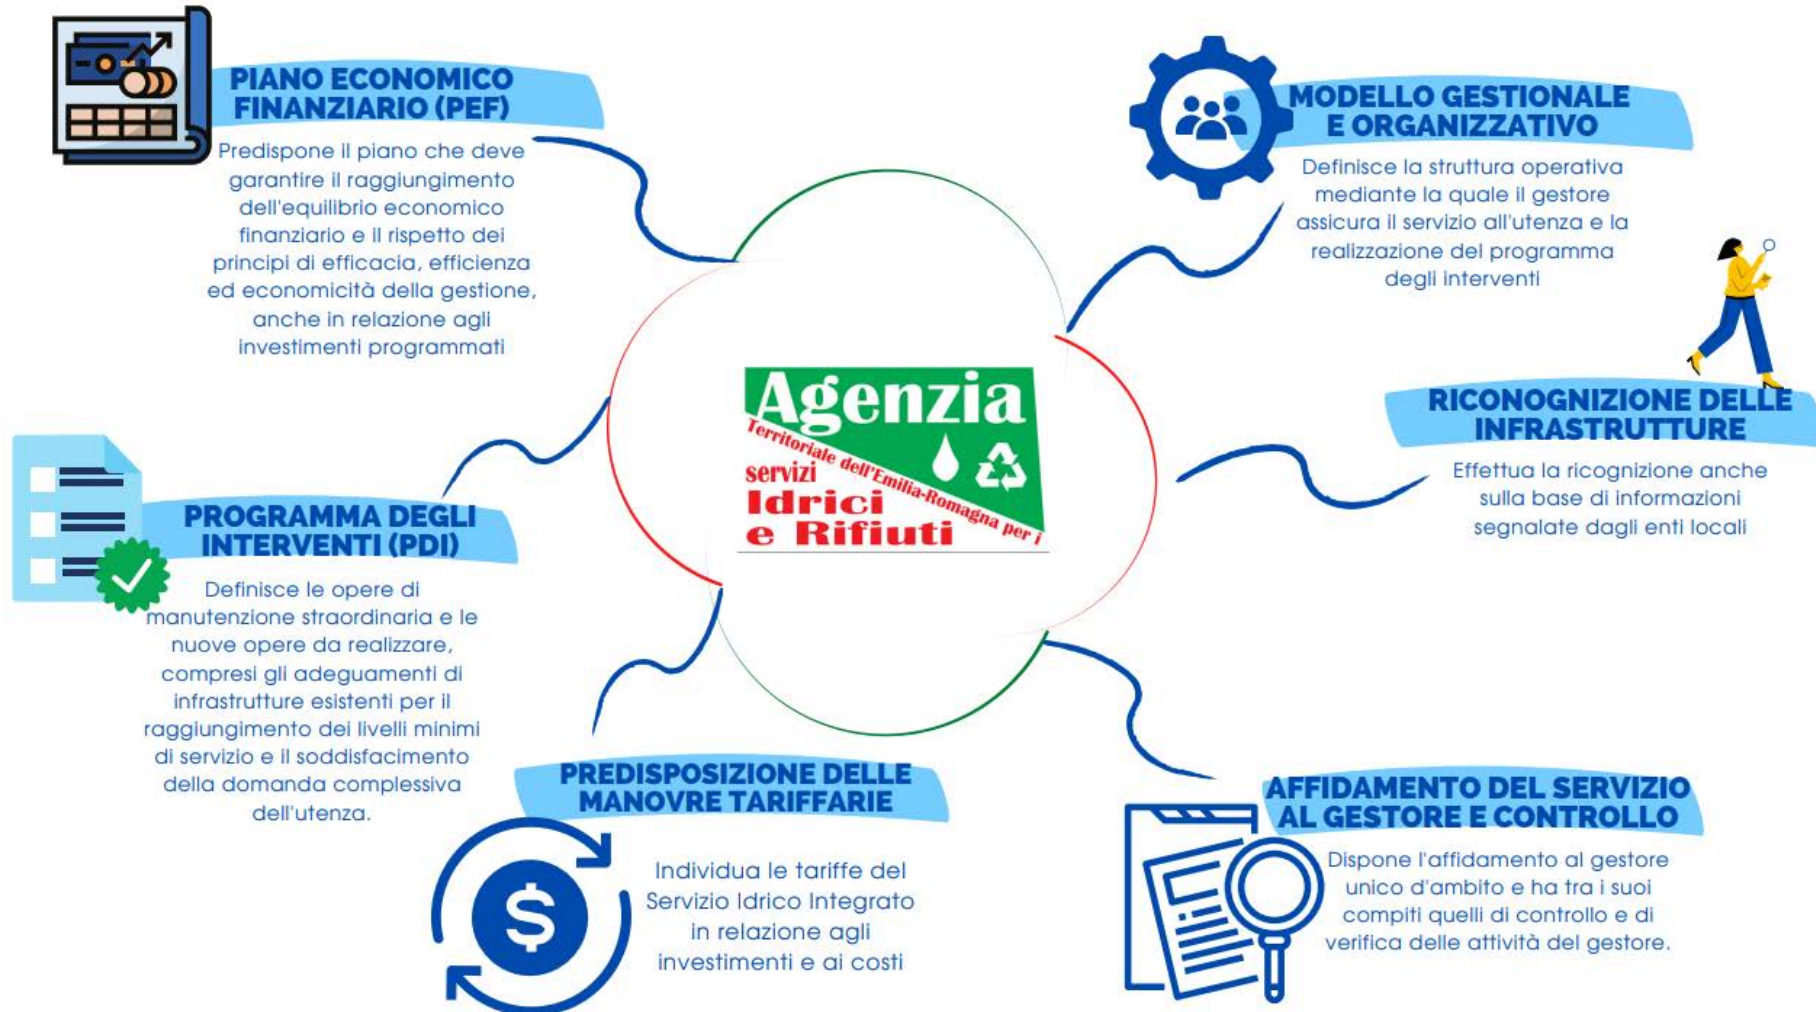 PIANO ECONOMICO
FINANZIARIO (PEF)
Predispone il piano che deve
garantire il raggiungimento
dell'equilibrio economico
finanziario e il rispetto dei
principi di efficacia, efficienza
ed economicità della gestione,
anche in relazione agli
investimenti programmati
MODELLO GESTIONALE
E ORGANIZZATIVO
Definisce la struttura operativa
mediante la quale il gestore
assicura il servizio all'utenza e la
realizzazione del programma
degli interventi
Agenzia
Territoriale dell'Emilia-Romagna per i
servizi
Idrici
e Rifiuti
RICONOGNIZIONE DELLE
INFRASTRUTTURE
Effettua la ricognizione anche
sulla base di informazioni
segnalate dagli enti locali
PROGRAMMA DEGLI
INTERVENTI (PDI)
Definisce le opere di
manutenzione straordinaria e le
nuove opere da realizzare,
compresi gli adeguamenti di
infrastrutture esistenti per il
raggiungimento dei livelli minimi
di servizio e il soddisfacimento
della domanda complessiva
dell'utenza.
PREDISPOSIZIONE DELLE
MANOVRE TARIFFARIE
$
Individua le tariffe del
Servizio Idrico Integrato
in relazione agli
investimenti e ai costi
AFFIDAMENTO DEL SERVIZIO
AL GESTORE E CONTROLLO
Dispone l'affidamento al gestore
unico d'ambito e ha tra i suoi
compiti quelli di controllo e di
verifica delle attività del gestore.